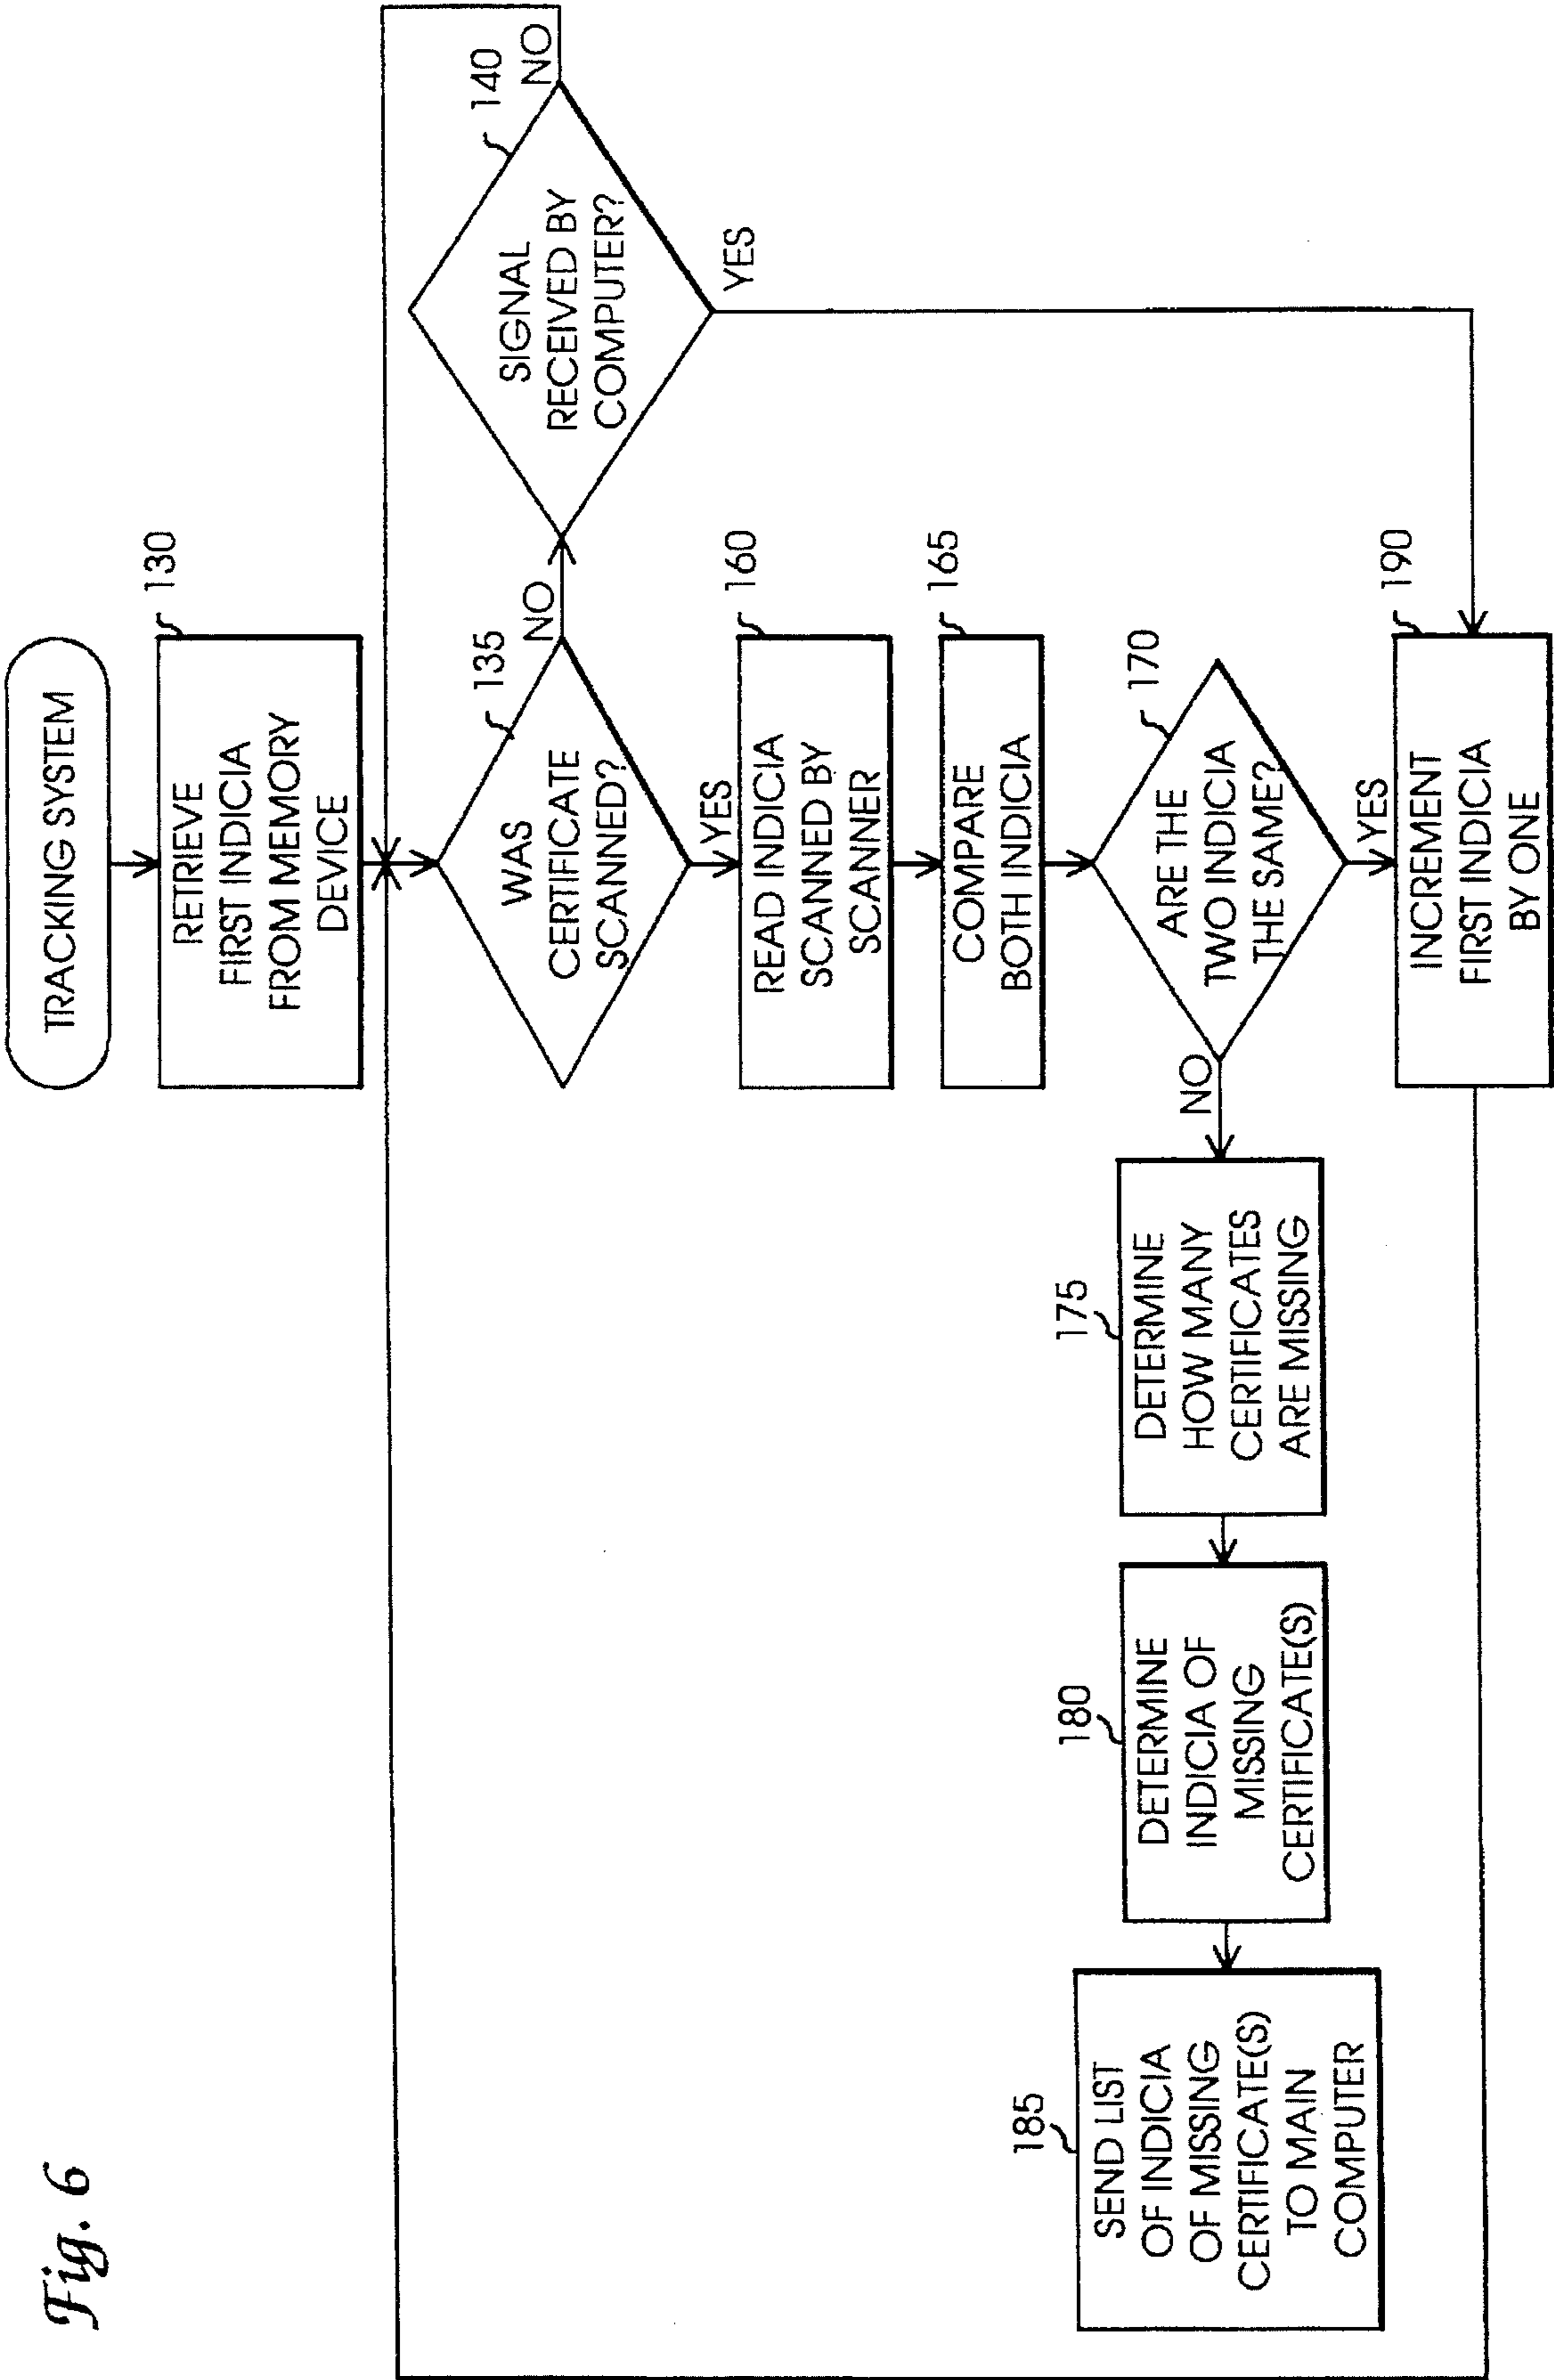 Fig. 6
TRACKING SYSTEM
130
RETRIEVE
FIRST INDICIA
FROM MEMORY
DEVICE
135
WAS
CERTIFICATE
SCANNED?
NO
140
SIGNAL
RECEIVED BY
COMPUTER?
NO
YES
YES
160
READ INDICIA
SCANNED BY
SCANNER
165
COMPARE
BOTH INDICIA
170
ARE THE
TWO INDICIA
THE SAME?
NO
YES
175
DETERMINE
HOW MANY
CERTIFICATES
ARE MISSING
180
DETERMINE
INDICIA OF
MISSING
CERTIFICATE(S)
185
SEND LIST
OF INDICIA
OF MISSING
CERTIFICATE(S)
TO MAIN
COMPUTER
190
INCREMENT
FIRST INDICIA
BY ONE